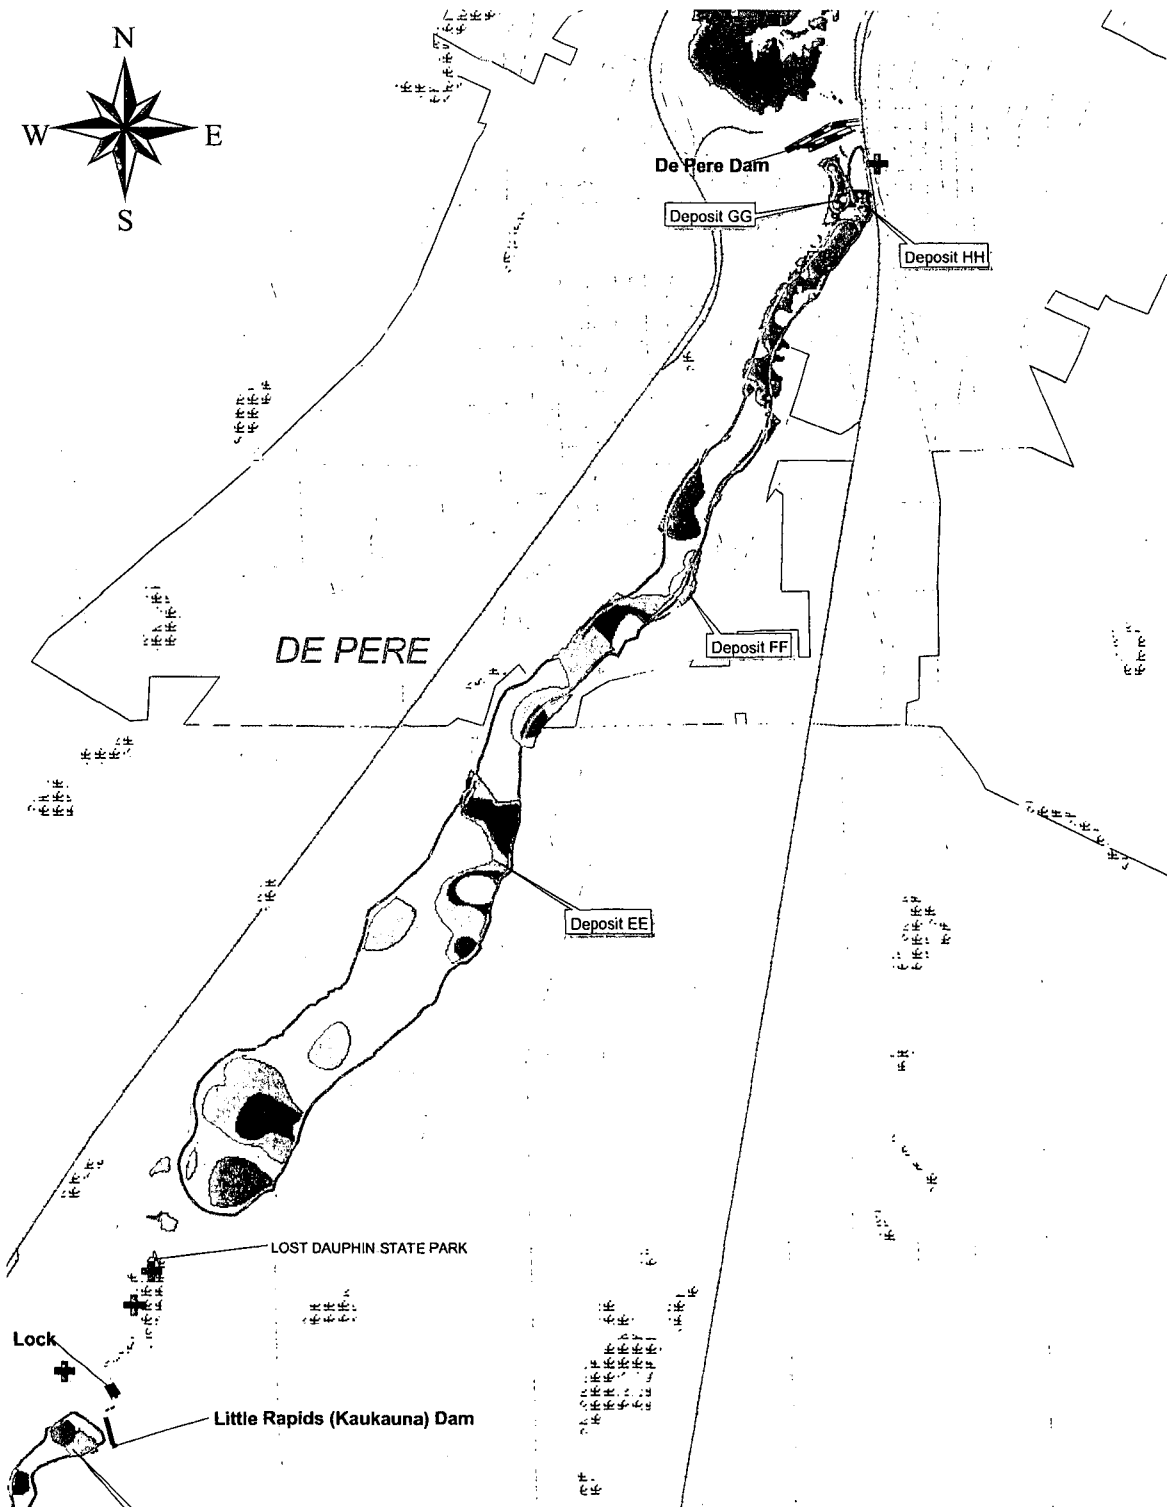 N
W E
S
De Pere Dam
Deposit GG
Deposit HH
DE PERE
Deposit FF
Deposit EE
LOST DAUPHIN STATE PARK
Lock
Little Rapids (Kaukauna) Dam